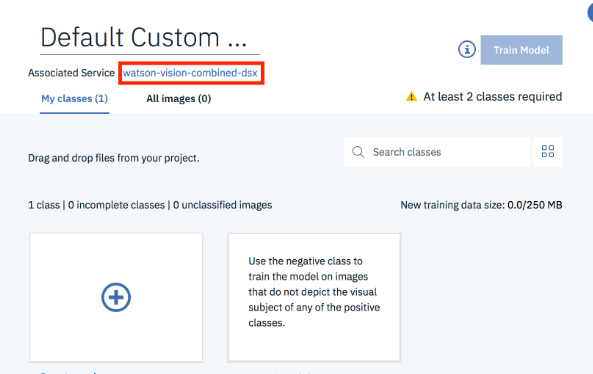 Default Custom ...
Train Model
Associated Service watson-vision-combined-dsx
My classes (1) All images (0)
At least 2 classes required
Drag and drop files from your project.
Search classes
1 class | 0 incomplete classes | 0 unclassified images
New training data size: 0.0/250 MB
Use the negative class to
train the model on images
that do not depict the visual
subject of any of the positive
classes.